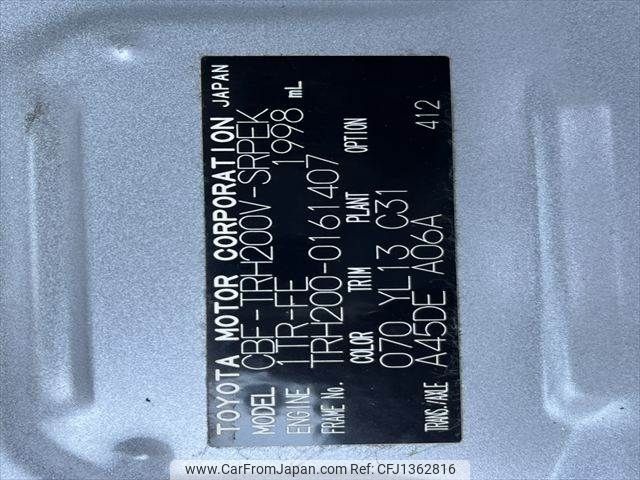 TOYOTA MOTOR CORPORATION JAPAN
MODEL CBF-TRH200V-SRPEK
ENGINE 1TR-FE 1998 mL
FRAME No. TRH200-0161407
COLOR TRIM PLANT OPTION
070 YL13 C31
TRANS./AXLE A45DE A06A 412
www.CarFromJapan.com - CFJ1362816